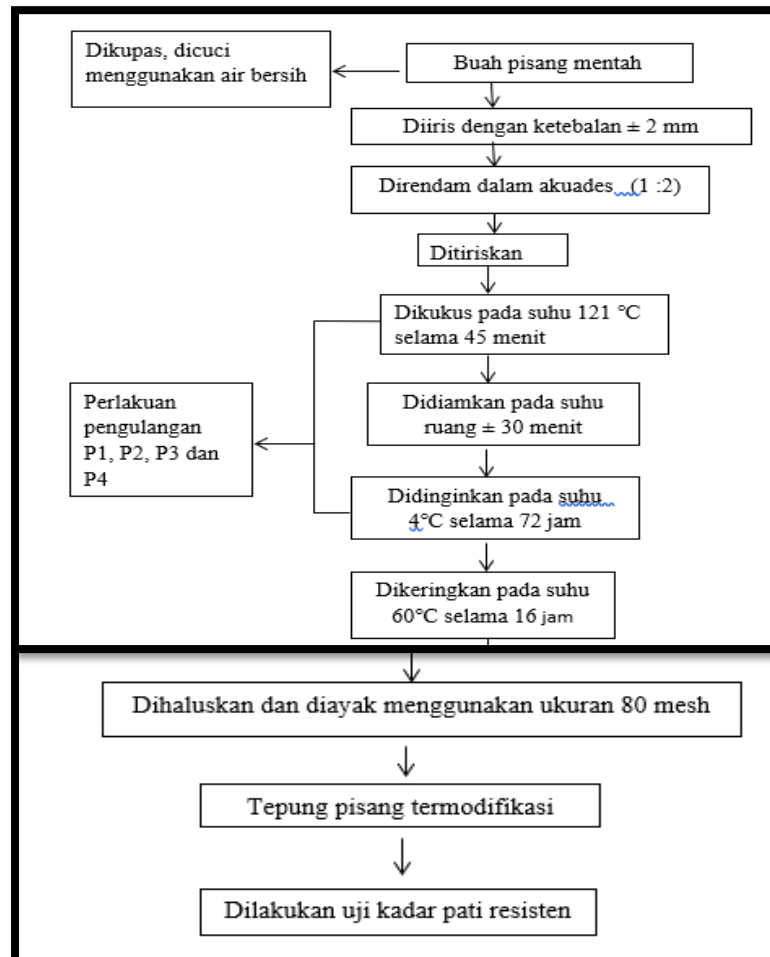 Dikupas, dicuci
menggunakan air bersih
Buah pisang mentah
Diiris dengan ketebalan ± 2 mm
Direndam dalam akuades (1 :2)
Ditiriskan
Dikukus pada suhu 121 °C
selama 45 menit
Perlakuan
pengulangan
P1, P2, P3 dan
P4
Didiamkan pada suhu
ruang ± 30 menit
Didinginkan pada suhu
4°C selama 72 jam
Dikeringkan pada suhu
60°C selama 16 jam
Dihaluskan dan diayak menggunakan ukuran 80 mesh
Tepung pisang termodifikasi
Dilakukan uji kadar pati resisten